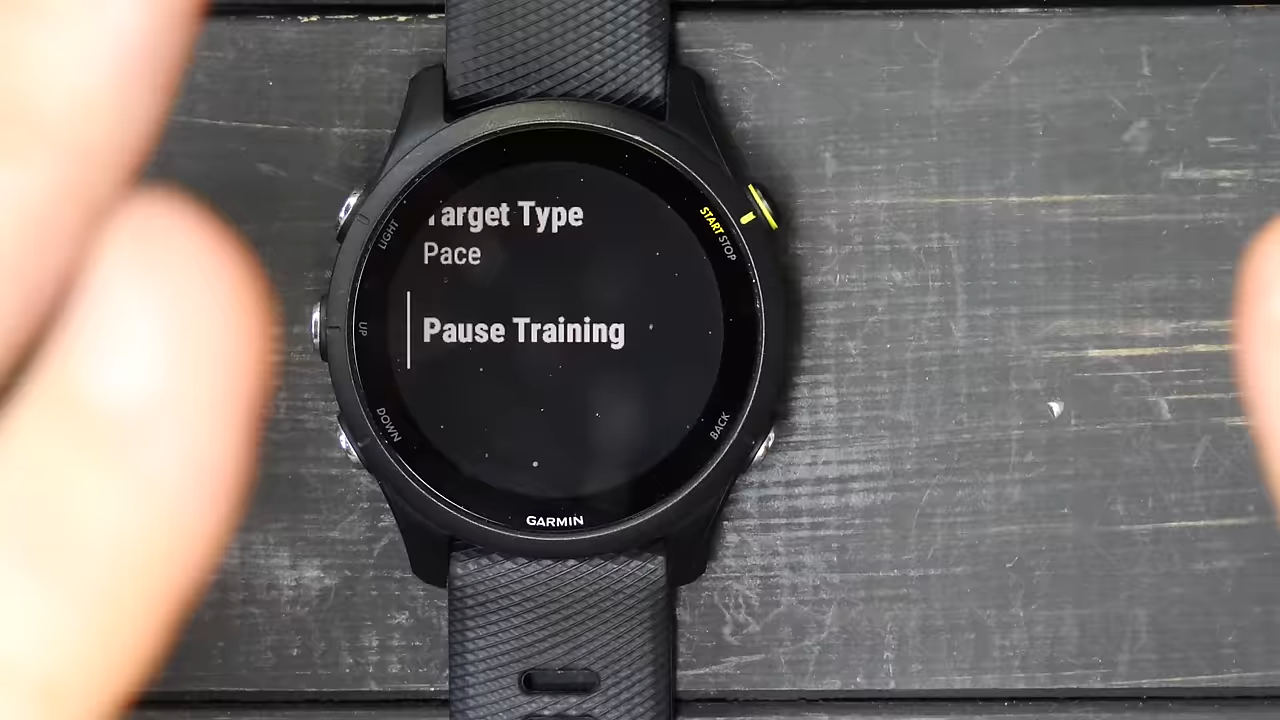 Target Type
Pace
Pause Training
LIGHT
UP
DOWN
START STOP
BACK
GARMIN